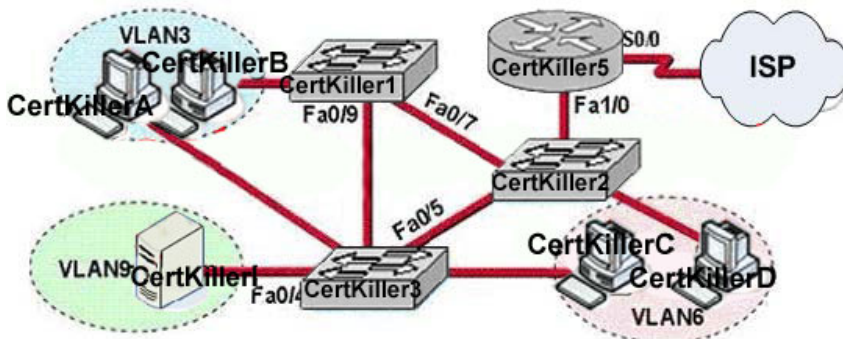 VLAN3
CertKillerB
CertKillerA
CertKiller1
CertKiller5
S0/0
ISP
Fa0/9
Fa0/7
Fa1/0
CertKiller2
Fa0/5
VLAN9
CertKillerI
Fa0/4
CertKiller3
CertKillerC
CertKillerD
VLAN6